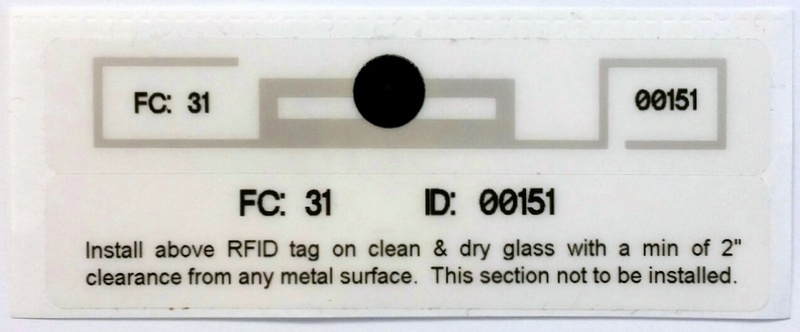 FC: 31
00151
FC: 31 ID: 00151
Install above RFID tag on clean & dry glass with a min of 2"
clearance from any metal surface. This section not to be installed.